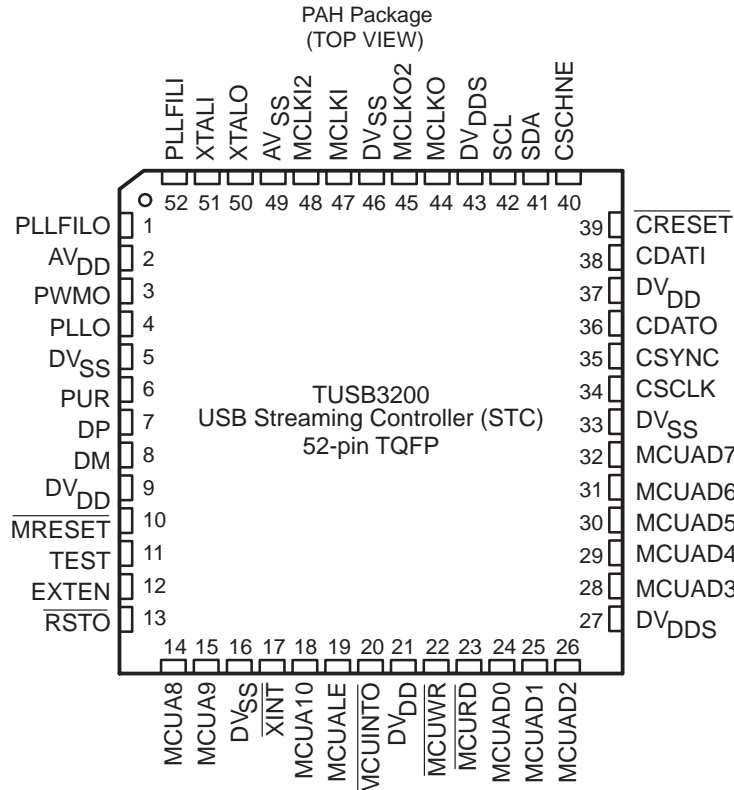 PAH Package
(TOP VIEW)
PLLFILI
XTALI
XTALO
AVSS
MCLKI2
MCLKI
DVSS
MCLKO2
MCLKO
DVDDS
SCL
SDA
CSCHNE
52 51 50 49 48 47 46 45 44 43 42 41 40
PLLFILO 1
AVDD 2
PWMO 3
PLLO 4
DVSS 5
PUR 6
DP 7
DM 8
DVDD 9
MRESET 10
TEST 11
EXTEN 12
RSTO 13
TUSB3200
USB Streaming Controller (STC)
52-pin TQFP
39 CRESET
38 CDATI
37 DVDD
36 CDATO
35 CSYNC
34 CSCLK
33 DVSS
32 MCUAD7
31 MCUAD6
30 MCUAD5
29 MCUAD4
28 MCUAD3
27 DVDDS
14 15 16 17 18 19 20 21 22 23 24 25 26
MCUA8
MCUA9
DVSS
XINT
MCUA10
MCUALE
MCUINTO
DVDD
MCUWR
MCURD
MCUAD0
MCUAD1
MCUAD2